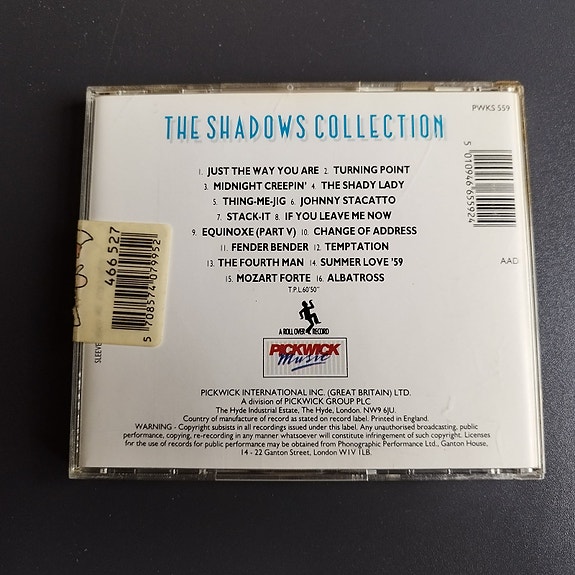 THE SHADOWS COLLECTION
PWKS 559
5 010946 655924
1. JUST THE WAY YOU ARE 2. TURNING POINT
3. MIDNIGHT CREEPIN' 4. THE SHADY LADY
5. THING-ME-JIG 6. JOHNNY STACATTO
7. STACK-IT 8. IF YOU LEAVE ME NOW
9. EQUINOXE (PART V) 10. CHANGE OF ADDRESS
11. FENDER BENDER 12. TEMPTATION
13. THE FOURTH MAN 14. SUMMER LOVE '59
15. MOZART FORTE 16. ALBATROSS
T.P.L.60'50"
AAD
466527
5 708574 079952
SLEEVE
A ROLL OVER RECORD
PICKWICK
Music
PICKWICK INTERNATIONAL INC. (GREAT BRITAIN) LTD.
A division of PICKWICK GROUP PLC
The Hyde Industrial Estate, The Hyde, London. NW9 6JU.
Country of manufacture of record as stated on record label. Printed in England.
WARNING - Copyright subsists in all recordings issued under this label. Any unauthorised broadcasting, public
performance, copying, re-recording in any manner whatsoever will constitute infringement of such copyright. Licenses
for the use of records for public performance may be obtained from Phonographic Performance Ltd., Ganton House,
14 - 22 Ganton Street, London W1V 1LB.